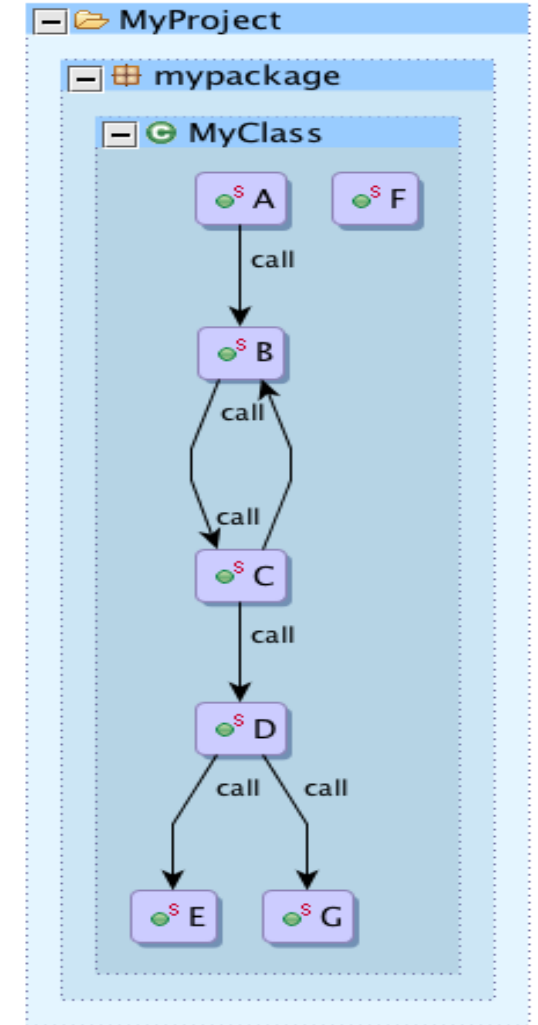 MyProject
mypackage
C MyClass
S A
S F
call
S B
call
call
S C
call
S D
call call
S E
S G